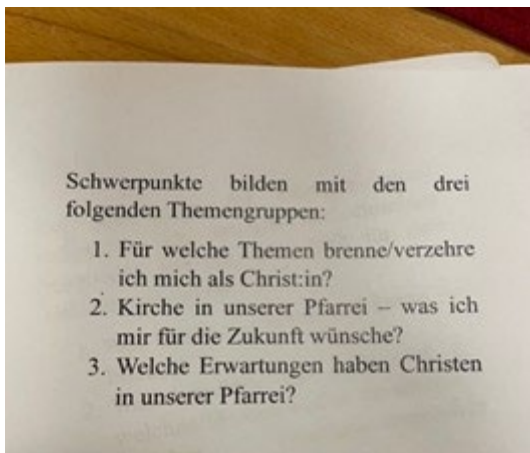 Schwerpunkte bilden mit den drei
folgenden Themengruppen:
1. Für welche Themen brenne/verzehre
ich mich als Christ:in?
2. Kirche in unserer Pfarrei – was ich
mir für die Zukunft wünsche?
3. Welche Erwartungen haben Christen
in unserer Pfarrei?